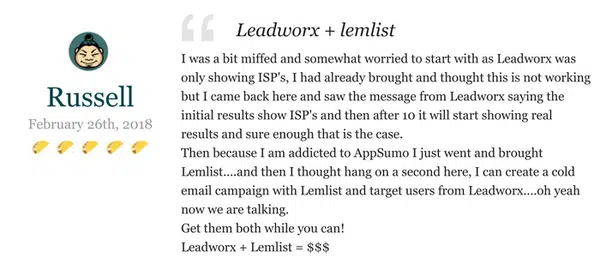 Russell
February 26th, 2018
Leadworx + lemlist
I was a bit miffed and somewhat worried to start with as Leadworx was
only showing ISP's, I had already brought and thought this is not working
but I came back here and saw the message from Leadworx saying the
initial results show ISP's and then after 10 it will start showing real
results and sure enough that is the case.
Then because I am addicted to AppSumo I just went and brought
Lemlist....and then I thought hang on a second here, I can create a cold
email campaign with Lemlist and target users from Leadworx....oh yeah
now we are talking.
Get them both while you can!
Leadworx + Lemlist = $$$